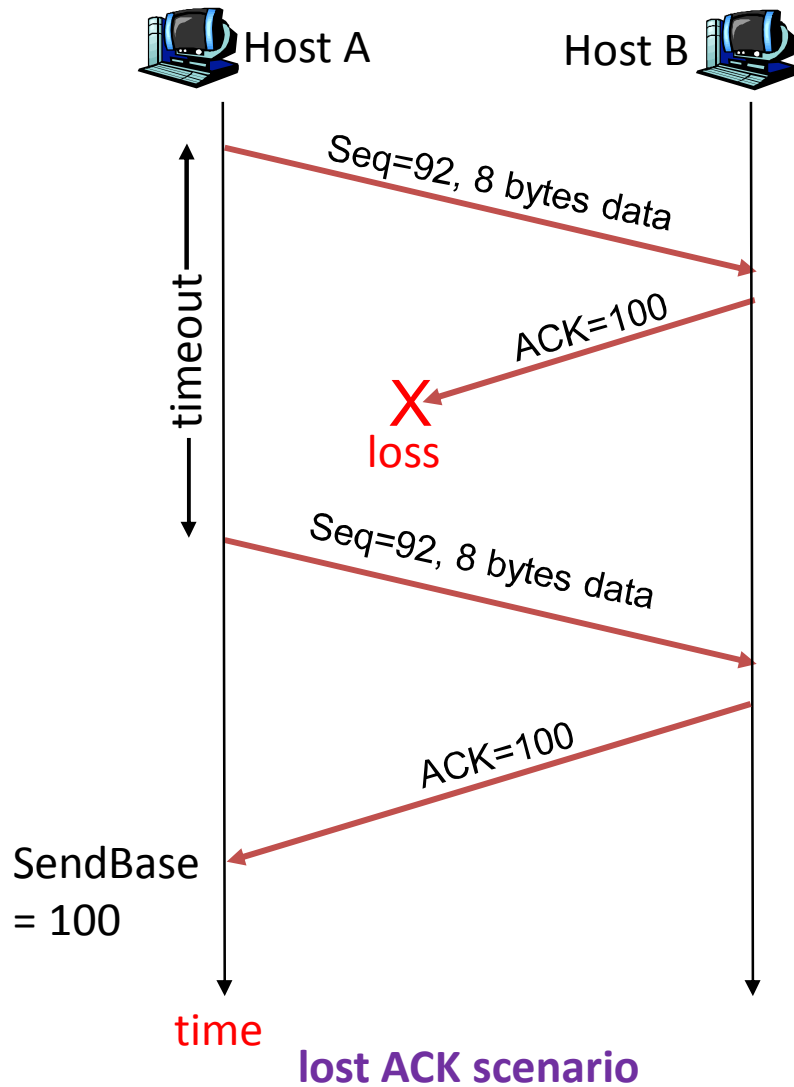 Host A
Host B
Seq=92, 8 bytes data
timeout
ACK=100
X
loss
Seq=92, 8 bytes data
ACK=100
SendBase
= 100
time
lost ACK scenario